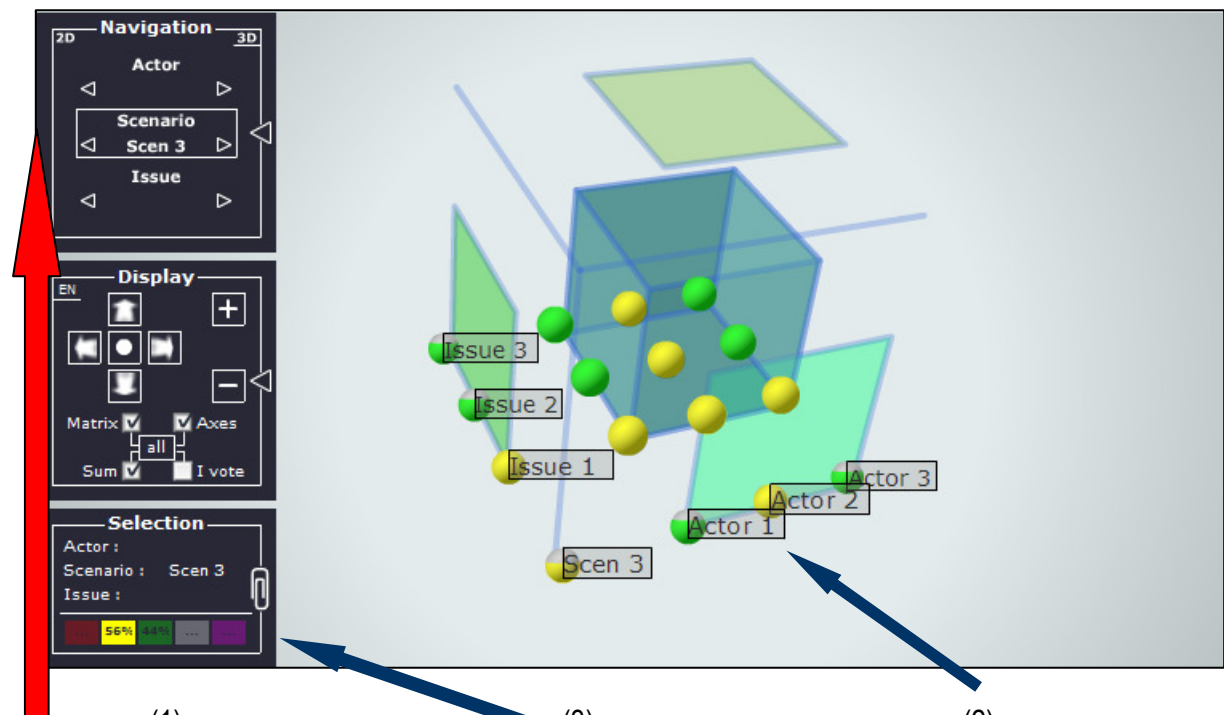 Navigation
2D
3D
Actor
Scenario
Scen 3
Issue
Display
EN
+
−
Matrix
Axes
all
Sum
I vote
Selection
Actor :
Scenario : Scen 3
Issue :
... 56% 44% ... ...
Issue 3
Issue 2
Issue 1
Actor 3
Actor 2
Actor 1
Scen 3